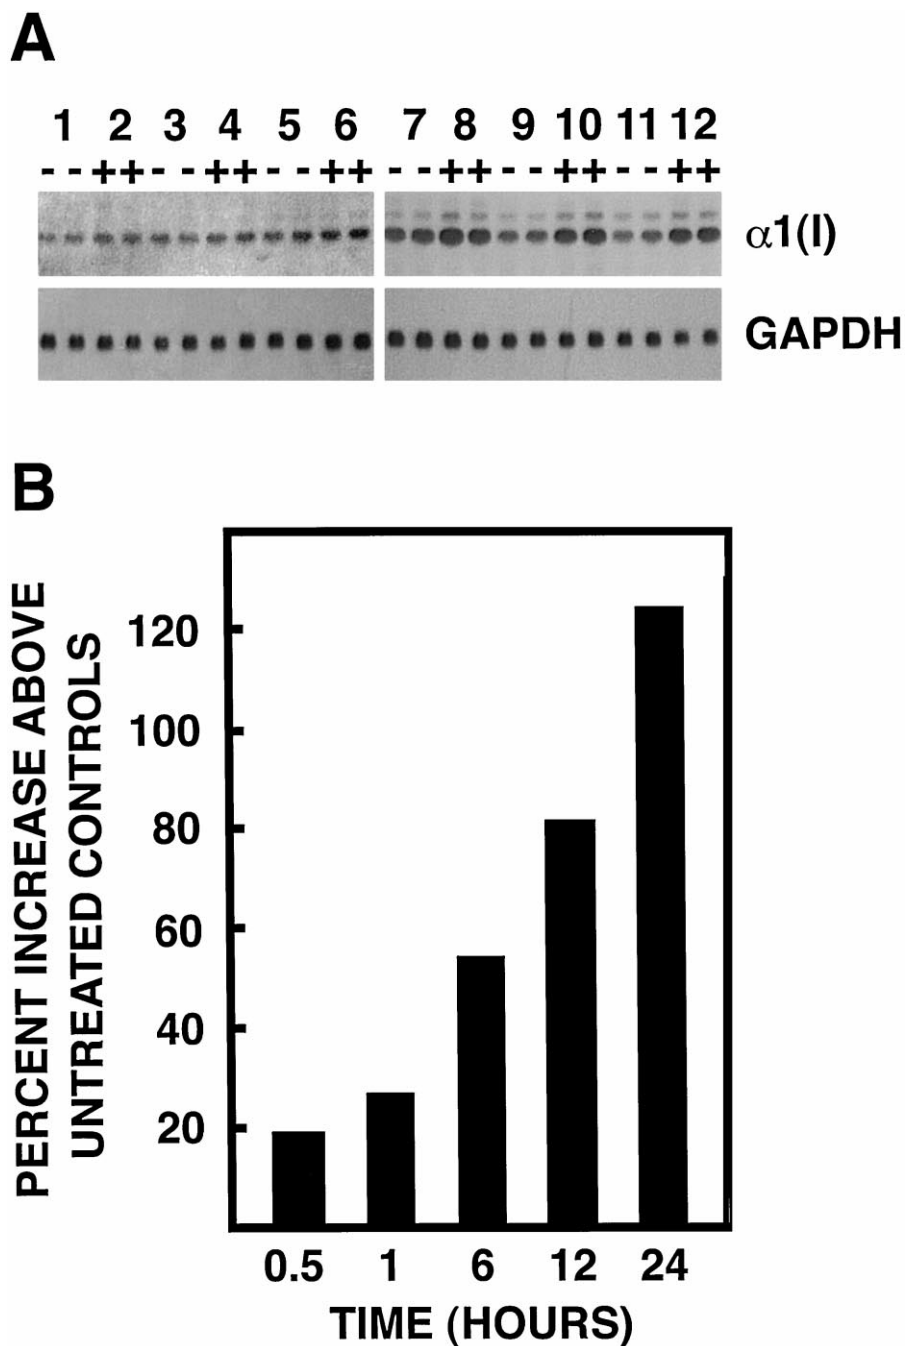 A
1 2 3 4 5 6 7 8 9 10 11 12
- - + + - - + + - - + + - - + + - - + + - - + +
α1(I)
GAPDH
B
PERCENT INCREASE ABOVE
UNTREATED CONTROLS
120
100
80
60
40
20
0.5 1 6 12 24
TIME (HOURS)